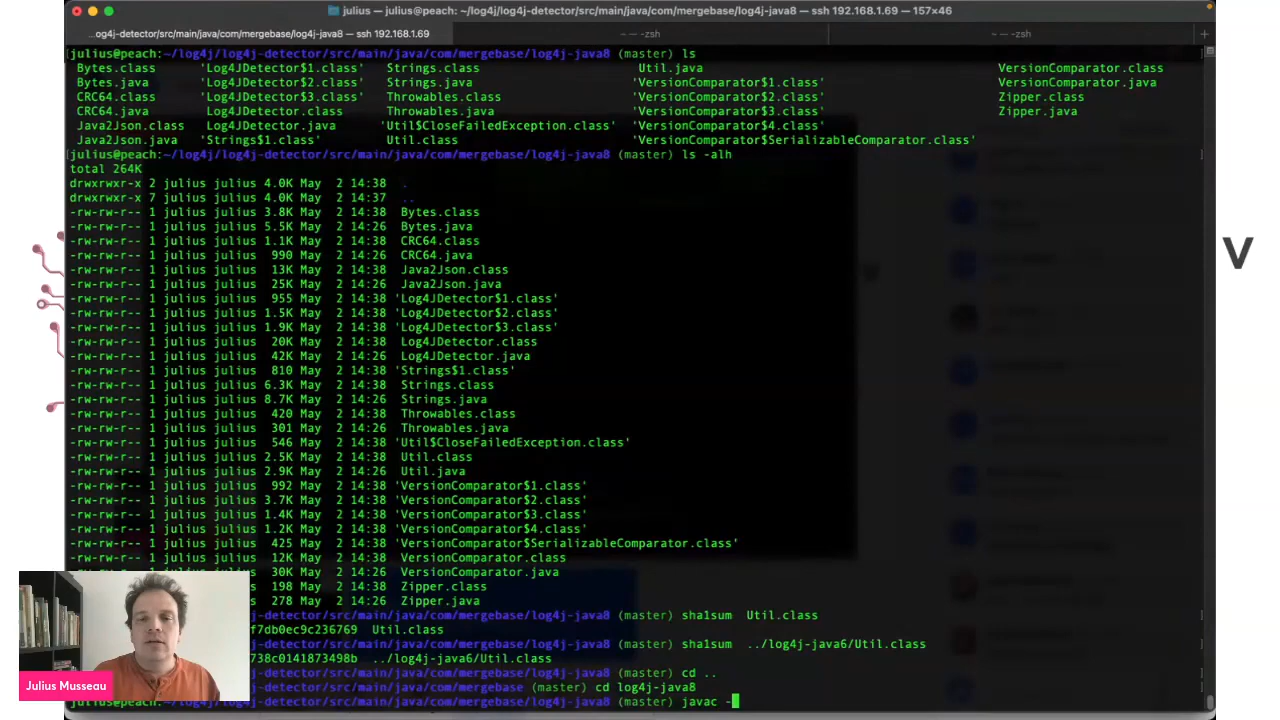 julius — julius@peach: ~/log4j/log4j-detector/src/main/java/com/mergebase/log4j-java8 — ssh 192.168.1.69 — 157×46
...og4j-detector/src/main/java/com/mergebase/log4j-java8 — ssh 192.168.1.69
~ — -zsh
~ — -zsh
+
[julius@peach:~/log4j/log4j-detector/src/main/java/com/mergebase/log4j-java8 (master) ls
Bytes.class 'Log4JDetector$1.class' Strings.class Util.java VersionComparator.class
Bytes.java 'Log4JDetector$2.class' Strings.java 'VersionComparator$1.class' VersionComparator.java
CRC64.class 'Log4JDetector$3.class' Throwables.class 'VersionComparator$2.class' Zipper.class
CRC64.java Log4JDetector.class Throwables.java 'VersionComparator$3.class' Zipper.java
Java2Json.class Log4JDetector.java 'Util$CloseFailedException.class' 'VersionComparator$4.class'
Java2Json.java 'Strings$1.class' Util.class 'VersionComparator$SerializableComparator.class'
[julius@peach:~/log4j/log4j-detector/src/main/java/com/mergebase/log4j-java8 (master) ls -alh
total 264K
drwxrwxr-x 2 julius julius 4.0K May 2 14:38 .
drwxrwxr-x 7 julius julius 4.0K May 2 14:37 ..
-rw-rw-r-- 1 julius julius 3.8K May 2 14:38 Bytes.class
-rw-rw-r-- 1 julius julius 5.5K May 2 14:26 Bytes.java
-rw-rw-r-- 1 julius julius 1.1K May 2 14:38 CRC64.class
-rw-rw-r-- 1 julius julius 990 May 2 14:26 CRC64.java
-rw-rw-r-- 1 julius julius 13K May 2 14:38 Java2Json.class
-rw-rw-r-- 1 julius julius 25K May 2 14:26 Java2Json.java
-rw-rw-r-- 1 julius julius 955 May 2 14:38 'Log4JDetector$1.class'
-rw-rw-r-- 1 julius julius 1.5K May 2 14:38 'Log4JDetector$2.class'
-rw-rw-r-- 1 julius julius 1.9K May 2 14:38 'Log4JDetector$3.class'
-rw-rw-r-- 1 julius julius 20K May 2 14:38 Log4JDetector.class
-rw-rw-r-- 1 julius julius 42K May 2 14:26 Log4JDetector.java
-rw-rw-r-- 1 julius julius 810 May 2 14:38 'Strings$1.class'
-rw-rw-r-- 1 julius julius 6.3K May 2 14:38 Strings.class
-rw-rw-r-- 1 julius julius 8.7K May 2 14:26 Strings.java
-rw-rw-r-- 1 julius julius 420 May 2 14:38 Throwables.class
-rw-rw-r-- 1 julius julius 301 May 2 14:26 Throwables.java
-rw-rw-r-- 1 julius julius 546 May 2 14:38 'Util$CloseFailedException.class'
-rw-rw-r-- 1 julius julius 2.5K May 2 14:38 Util.class
-rw-rw-r-- 1 julius julius 2.9K May 2 14:26 Util.java
-rw-rw-r-- 1 julius julius 992 May 2 14:38 'VersionComparator$1.class'
-rw-rw-r-- 1 julius julius 3.7K May 2 14:38 'VersionComparator$2.class'
-rw-rw-r-- 1 julius julius 1.4K May 2 14:38 'VersionComparator$3.class'
-rw-rw-r-- 1 julius julius 1.2K May 2 14:38 'VersionComparator$4.class'
-rw-rw-r-- 1 julius julius 425 May 2 14:38 'VersionComparator$SerializableComparator.class'
-rw-rw-r-- 1 julius julius 12K May 2 14:38 VersionComparator.class
30K May 2 14:26 VersionComparator.java
198 May 2 14:38 Zipper.class
278 May 2 14:26 Zipper.java
-detector/src/main/java/com/mergebase/log4j-java8 (master) sha1sum Util.class
f7db0ec9c236769 Util.class
-detector/src/main/java/com/mergebase/log4j-java8 (master) sha1sum ../log4j-java6/Util.class
738c0141873498b ../log4j-java6/Util.class
-detector/src/main/java/com/mergebase/log4j-java8 (master) cd ..
-detector/src/main/java/com/mergebase (master) cd log4j-java8
-detector/src/main/java/com/mergebase/log4j-java8 (master) javac -
Julius Musseau
V